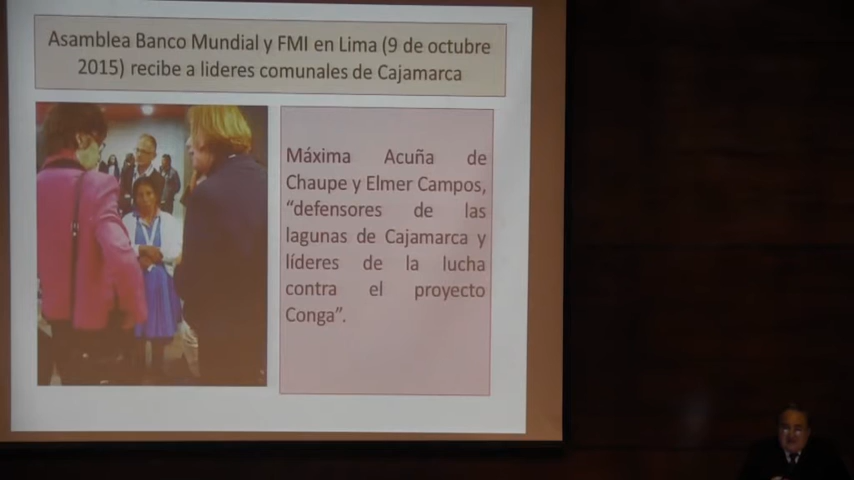 Asamblea Banco Mundial y FMI en Lima (9 de octubre
2015) recibe a lideres comunales de Cajamarca
Máxima Acuña de
Chaupe y Elmer Campos,
“defensores de las
lagunas de Cajamarca y
líderes de la lucha
contra el proyecto
Conga”.